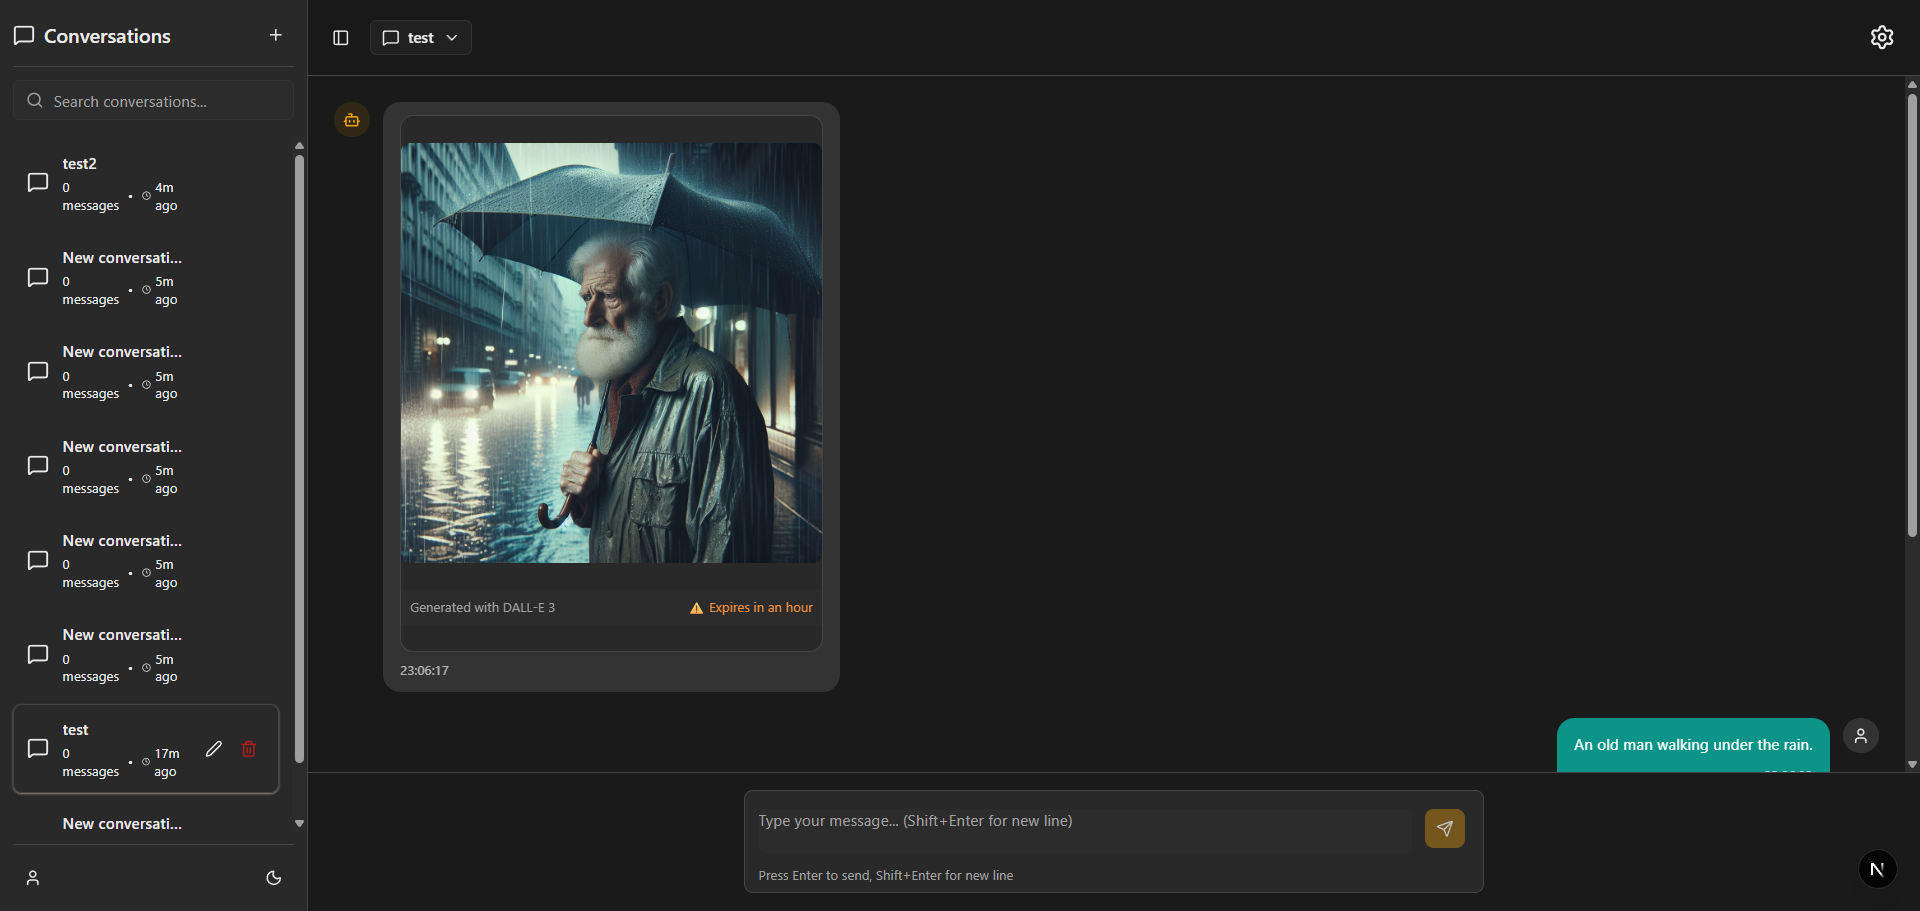 Conversations
Search conversations...
test2
0
messages
•
4m
ago
New conversati...
0
messages
•
5m
ago
New conversati...
0
messages
•
5m
ago
New conversati...
0
messages
•
5m
ago
New conversati...
0
messages
•
5m
ago
New conversati...
0
messages
•
5m
ago
test
0
messages
•
17m
ago
New conversati...
test
Generated with DALL-E 3
Expires in an hour
23:06:17
An old man walking under the rain.
Type your message... (Shift+Enter for new line)
Press Enter to send, Shift+Enter for new line
N